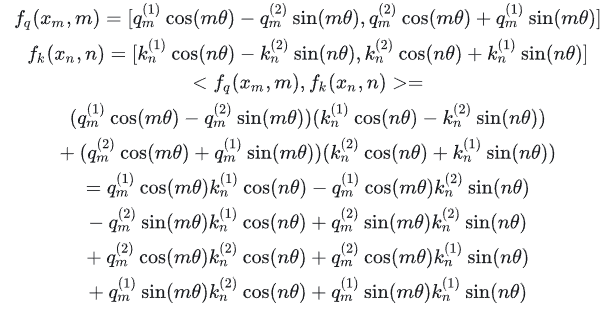 f_q(x_m, m) = [q_m^{(1)} cos(mθ) − q_m^{(2)} sin(mθ), q_m^{(2)} cos(mθ) + q_m^{(1)} sin(mθ)]
f_k(x_n, n) = [k_n^{(1)} cos(nθ) − k_n^{(2)} sin(nθ), k_n^{(2)} cos(nθ) + k_n^{(1)} sin(nθ)]
< f_q(x_m, m), f_k(x_n, n) >=
(q_m^{(1)} cos(mθ) − q_m^{(2)} sin(mθ))(k_n^{(1)} cos(nθ) − k_n^{(2)} sin(nθ))
+ (q_m^{(2)} cos(mθ) + q_m^{(1)} sin(mθ))(k_n^{(2)} cos(nθ) + k_n^{(1)} sin(nθ))
= q_m^{(1)} cos(mθ)k_n^{(1)} cos(nθ) − q_m^{(1)} cos(mθ)k_n^{(2)} sin(nθ)
− q_m^{(2)} sin(mθ)k_n^{(1)} cos(nθ) + q_m^{(2)} sin(mθ)k_n^{(2)} sin(nθ)
+ q_m^{(2)} cos(mθ)k_n^{(2)} cos(nθ) + q_m^{(2)} cos(mθ)k_n^{(1)} sin(nθ)
+ q_m^{(1)} sin(mθ)k_n^{(2)} cos(nθ) + q_m^{(1)} sin(mθ)k_n^{(1)} sin(nθ)